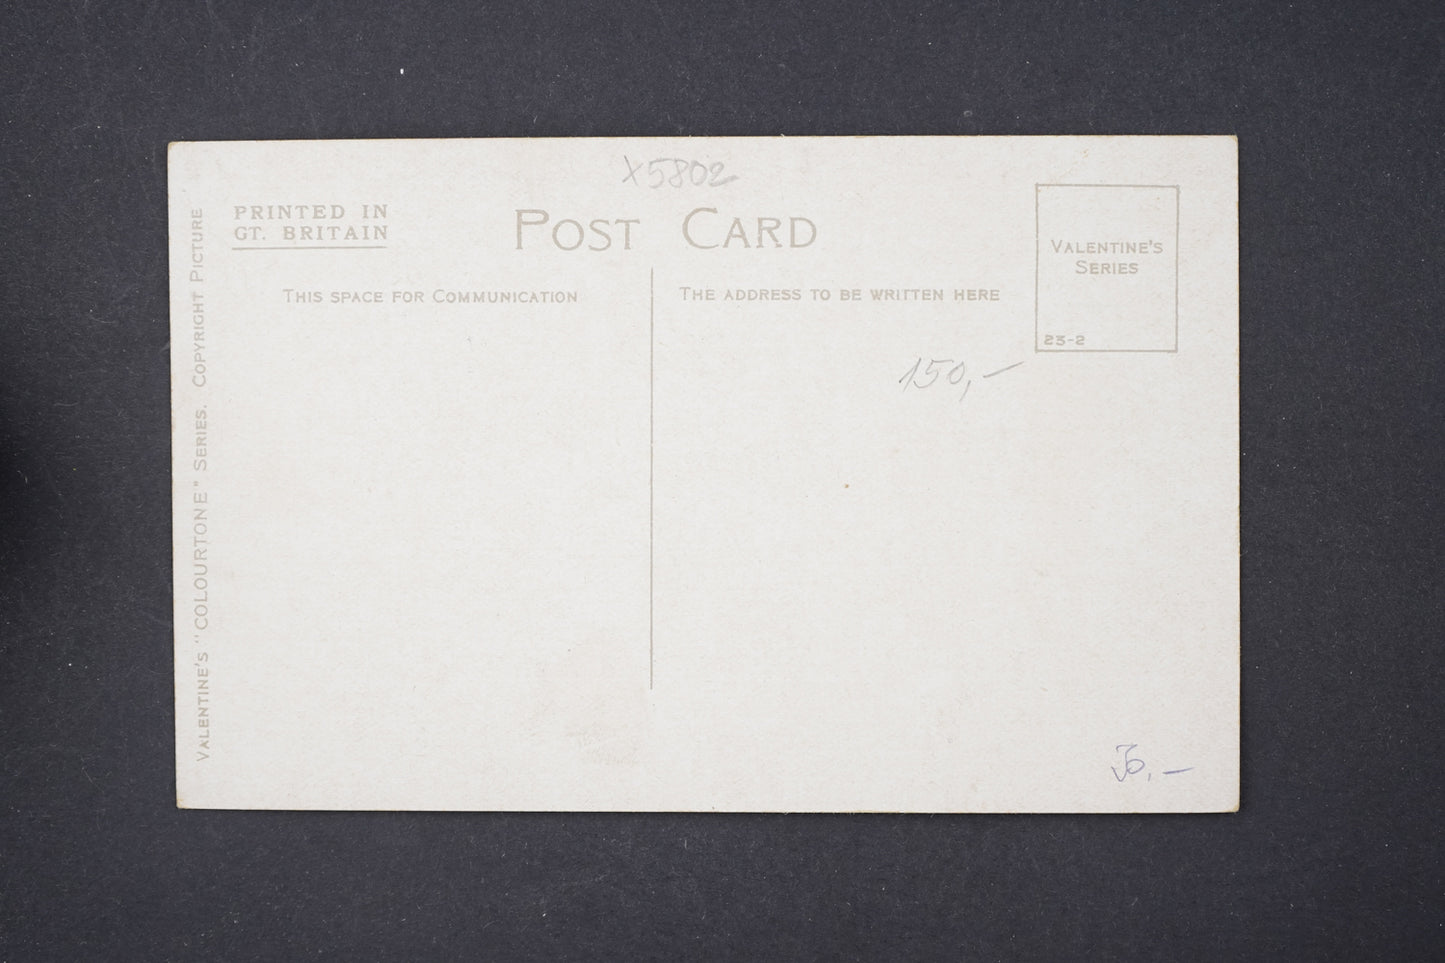 X5802
PRINTED IN
GT. BRITAIN
POST CARD
VALENTINE'S
SERIES
23-2
THIS SPACE FOR COMMUNICATION
THE ADDRESS TO BE WRITTEN HERE
150,—
VALENTINE'S "COLOURTONE" SERIES. COPYRIGHT PICTURE